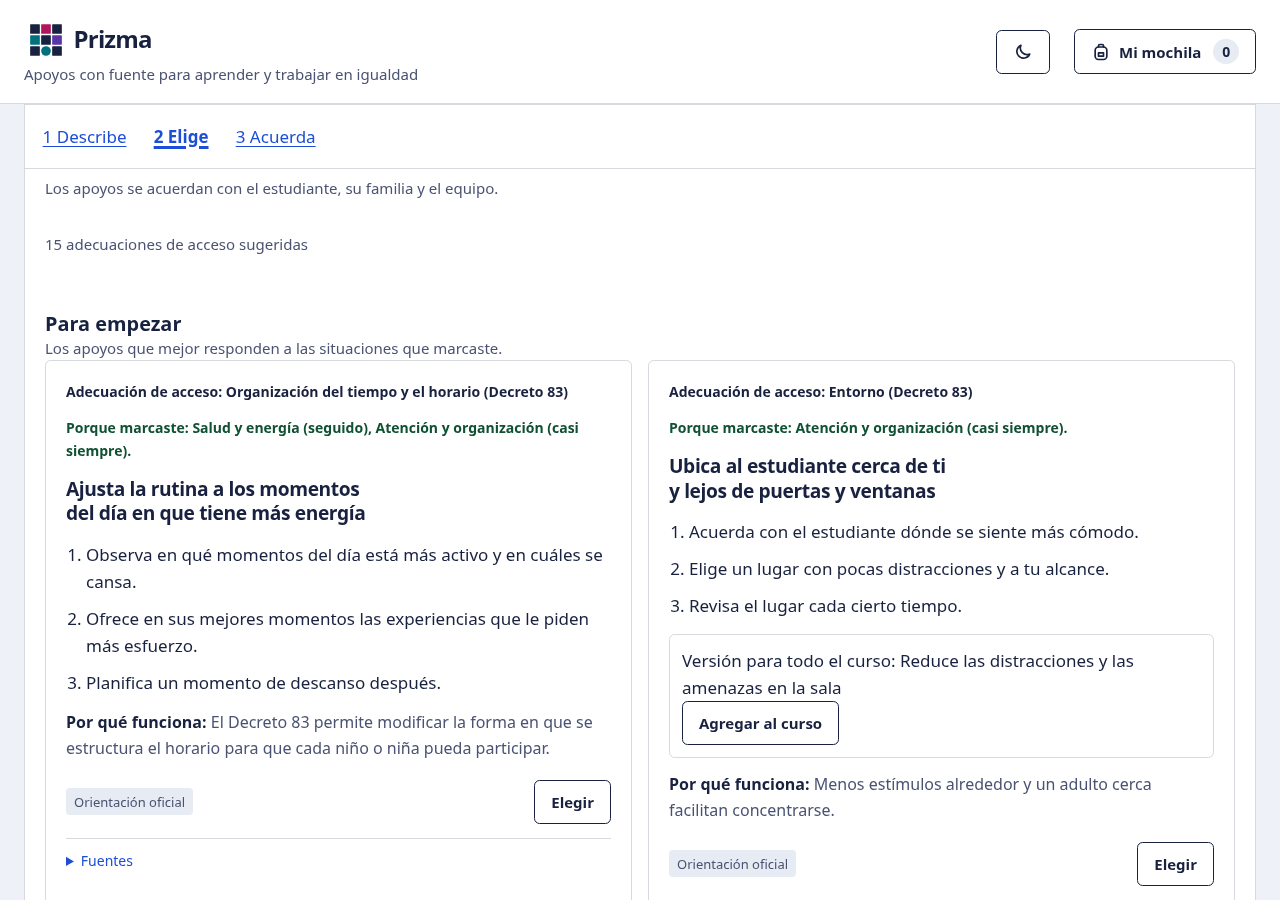 Prizma
Apoyos con fuente para aprender y trabajar en igualdad
Mi mochila 0
1 Describe 2 Elige 3 Acuerda
Los apoyos se acuerdan con el estudiante, su familia y el equipo.
15 adecuaciones de acceso sugeridas
Para empezar
Los apoyos que mejor responden a las situaciones que marcaste.
Adecuación de acceso: Organización del tiempo y el horario (Decreto 83)
Porque marcaste: Salud y energía (seguido), Atención y organización (casi
siempre).
Ajusta la rutina a los momentos
del día en que tiene más energía
1. Observa en qué momentos del día está más activo y en cuáles se
cansa.
2. Ofrece en sus mejores momentos las experiencias que le piden
más esfuerzo.
3. Planifica un momento de descanso después.
Por qué funciona: El Decreto 83 permite modificar la forma en que se
estructura el horario para que cada niño o niña pueda participar.
Orientación oficial
Elegir
Fuentes
Adecuación de acceso: Entorno (Decreto 83)
Porque marcaste: Atención y organización (casi siempre).
Ubica al estudiante cerca de ti
y lejos de puertas y ventanas
1. Acuerda con el estudiante dónde se siente más cómodo.
2. Elige un lugar con pocas distracciones y a tu alcance.
3. Revisa el lugar cada cierto tiempo.
Versión para todo el curso: Reduce las distracciones y las
amenazas en la sala
Agregar al curso
Por qué funciona: Menos estímulos alrededor y un adulto cerca
facilitan concentrarse.
Orientación oficial
Elegir